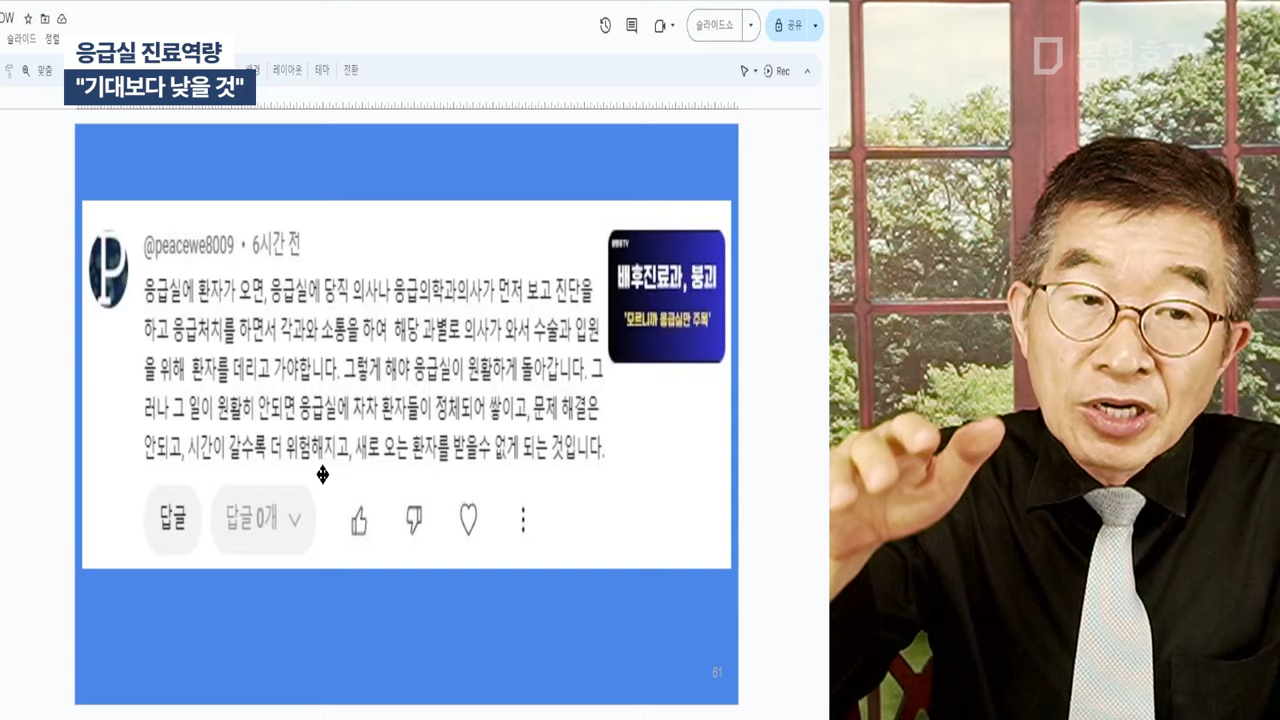 OW
슬라이드쇼
공유
슬라이드 정렬
응급실 진료역량
"기대보다 낮을 것"
맞춤
배경
레이아웃
테마
전환
Rec
@peacewe8009 • 6시간 전
응급실에 환자가 오면, 응급실에 당직 의사나 응급의학과의사가 먼저 보고 진단을
하고 응급처치를 하면서 각과와 소통을 하여 해당 과별로 의사가 와서 수술과 입원
을 위해 환자를 데리고 가야합니다. 그렇게 해야 응급실이 원활하게 돌아갑니다. 그
러나 그 일이 원활히 안되면 응급실에 차차 환자들이 정체되어 쌓이고, 문제 해결은
안되고, 시간이 갈수록 더 위험해지고, 새로 오는 환자를 받을수 없게 되는 것입니다.
공병호TV
배후진료과, 붕괴
'모르니까 응급실만 주목'
답글
답글 0개
61